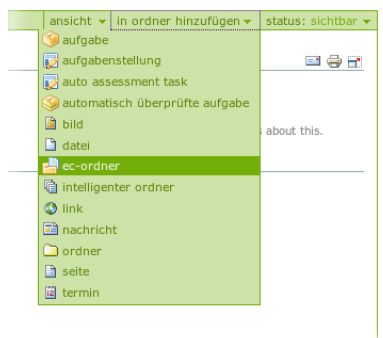 ansicht in ordner hinzufügen status: sichtbar
aufgabe
aufgabenstellung
auto assessment task
automatisch überprüfte aufgabe
bild
about this.
datei
ec-ordner
intelligenter ordner
link
nachricht
ordner
seite
termin